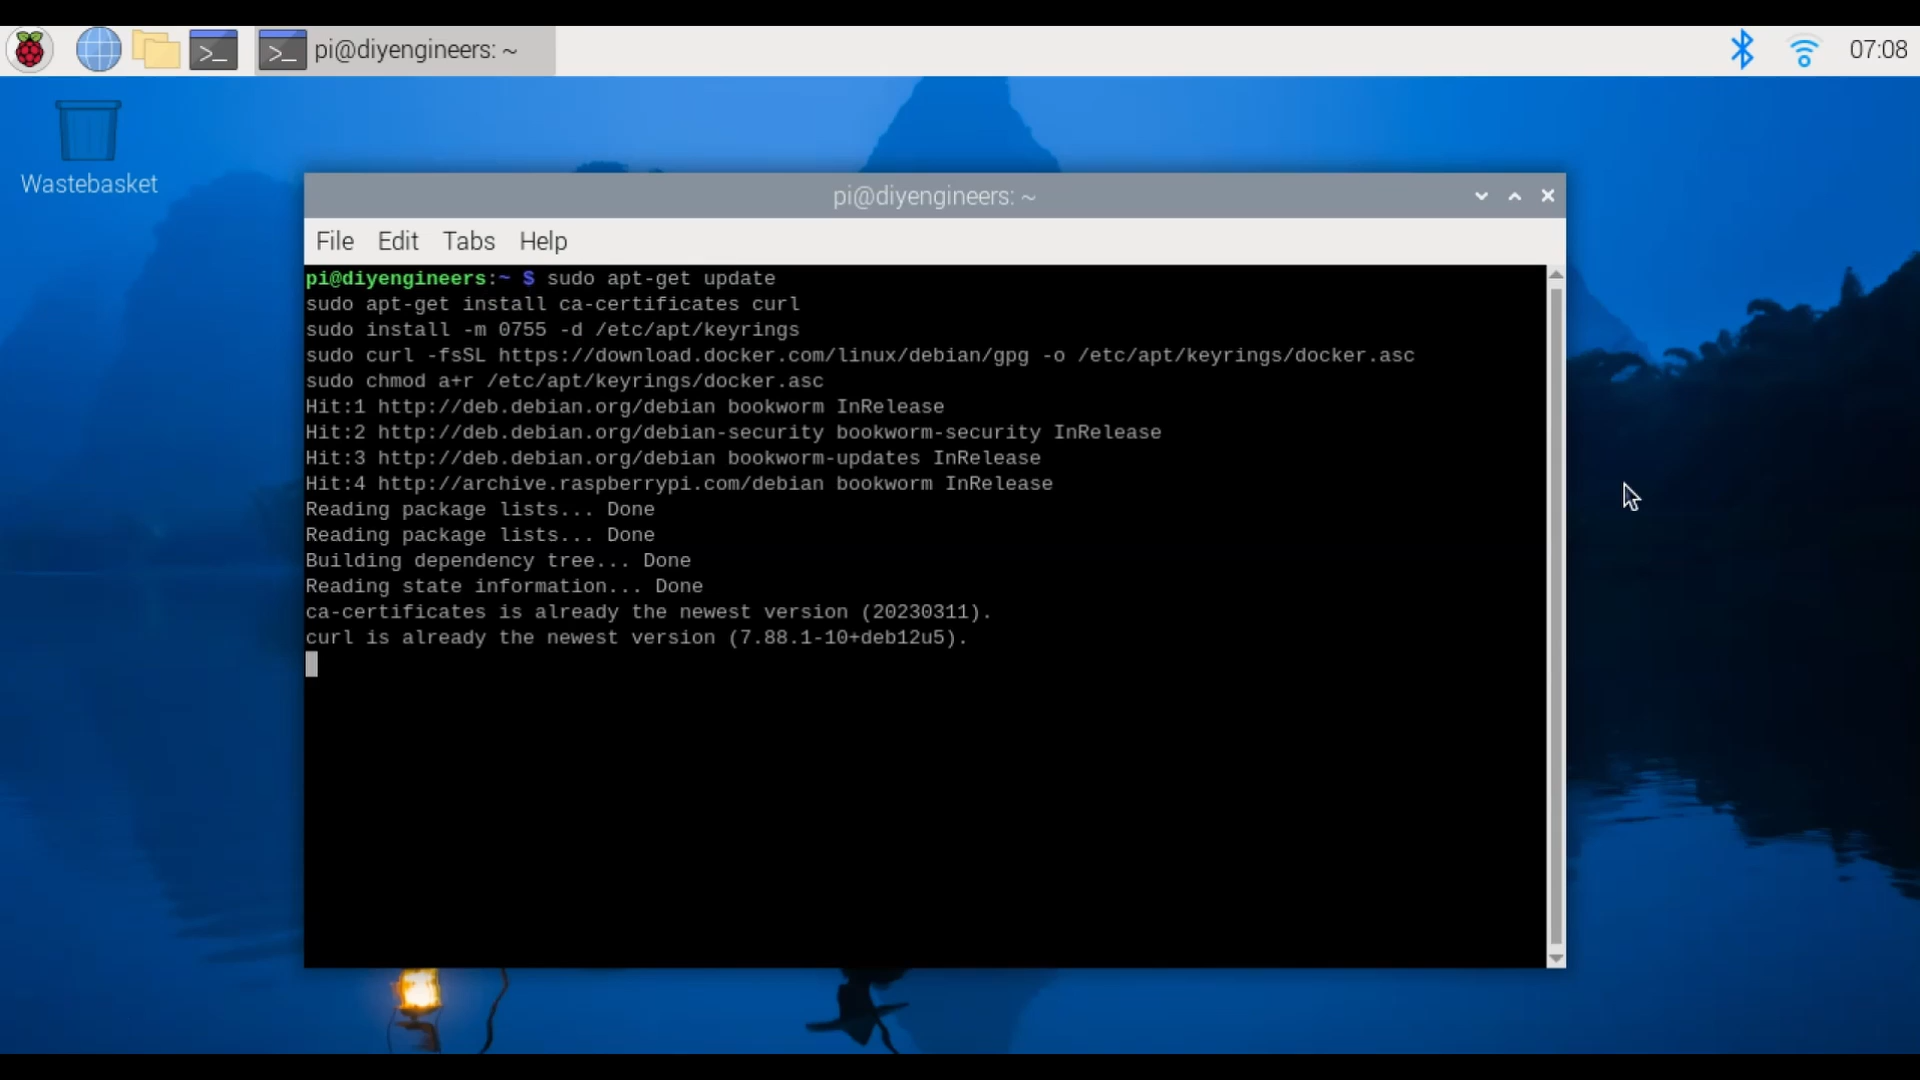 pi@diyengineers: ~
07:08
Wastebasket
pi@diyengineers: ~
File Edit Tabs Help
pi@diyengineers:~ $ sudo apt-get update
sudo apt-get install ca-certificates curl
sudo install -m 0755 -d /etc/apt/keyrings
sudo curl -fsSL https://download.docker.com/linux/debian/gpg -o /etc/apt/keyrings/docker.asc
sudo chmod a+r /etc/apt/keyrings/docker.asc
Hit:1 http://deb.debian.org/debian bookworm InRelease
Hit:2 http://deb.debian.org/debian-security bookworm-security InRelease
Hit:3 http://deb.debian.org/debian bookworm-updates InRelease
Hit:4 http://archive.raspberrypi.com/debian bookworm InRelease
Reading package lists... Done
Reading package lists... Done
Building dependency tree... Done
Reading state information... Done
ca-certificates is already the newest version (20230311).
curl is already the newest version (7.88.1-10+deb12u5).